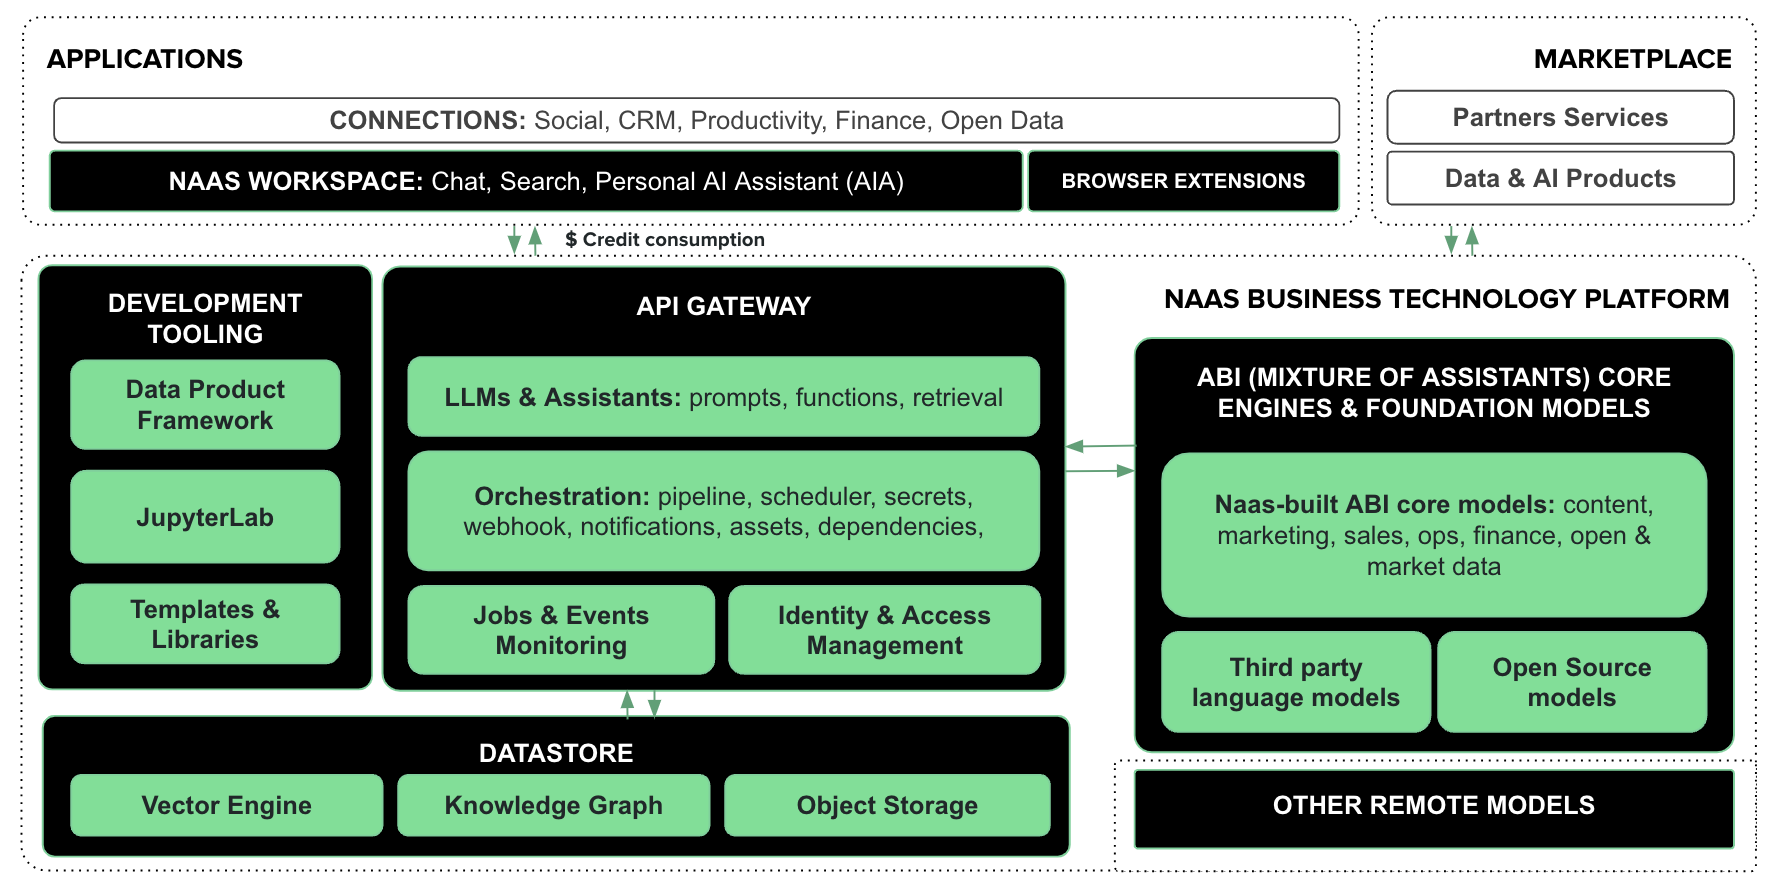 APPLICATIONS
CONNECTIONS: Social, CRM, Productivity, Finance, Open Data
NAAS WORKSPACE: Chat, Search, Personal AI Assistant (AIA)
BROWSER EXTENSIONS
MARKETPLACE
Partners Services
Data & AI Products
$ Credit consumption
NAAS BUSINESS TECHNOLOGY PLATFORM
DEVELOPMENT
TOOLING
Data Product
Framework
JupyterLab
Templates &
Libraries
API GATEWAY
LLMs & Assistants: prompts, functions, retrieval
Orchestration: pipeline, scheduler, secrets,
webhook, notifications, assets, dependencies,
Jobs & Events
Monitoring
Identity & Access
Management
ABI (MIXTURE OF ASSISTANTS) CORE
ENGINES & FOUNDATION MODELS
Naas-built ABI core models: content,
marketing, sales, ops, finance, open &
market data
Third party
language models
Open Source
models
DATASTORE
Vector Engine
Knowledge Graph
Object Storage
OTHER REMOTE MODELS